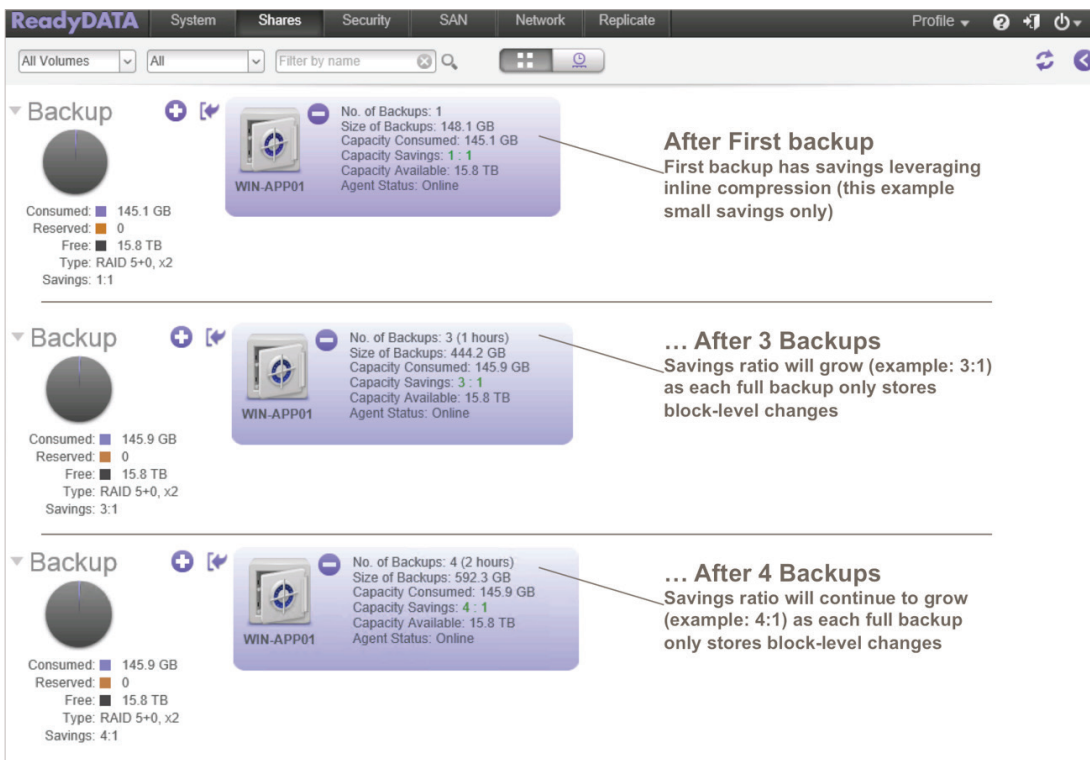 ReadyDATA System Shares Security SAN Network Replicate Profile
All Volumes All Filter by name
Backup
Consumed: 145.1 GB
Reserved: 0
Free: 15.8 TB
Type: RAID 5+0, x2
Savings: 1:1
WIN-APP01
No. of Backups: 1
Size of Backups: 148.1 GB
Capacity Consumed: 145.1 GB
Capacity Savings: 1 : 1
Capacity Available: 15.8 TB
Agent Status: Online
After First backup
First backup has savings leveraging
inline compression (this example
small savings only)
Backup
Consumed: 145.9 GB
Reserved: 0
Free: 15.8 TB
Type: RAID 5+0, x2
Savings: 3:1
WIN-APP01
No. of Backups: 3 (1 hours)
Size of Backups: 444.2 GB
Capacity Consumed: 145.9 GB
Capacity Savings: 3 : 1
Capacity Available: 15.8 TB
Agent Status: Online
... After 3 Backups
Savings ratio will grow (example: 3:1)
as each full backup only stores
block-level changes
Backup
Consumed: 145.9 GB
Reserved: 0
Free: 15.8 TB
Type: RAID 5+0, x2
Savings: 4:1
WIN-APP01
No. of Backups: 4 (2 hours)
Size of Backups: 592.3 GB
Capacity Consumed: 145.9 GB
Capacity Savings: 4 : 1
Capacity Available: 15.8 TB
Agent Status: Online
... After 4 Backups
Savings ratio will continue to grow
(example: 4:1) as each full backup
only stores block-level changes